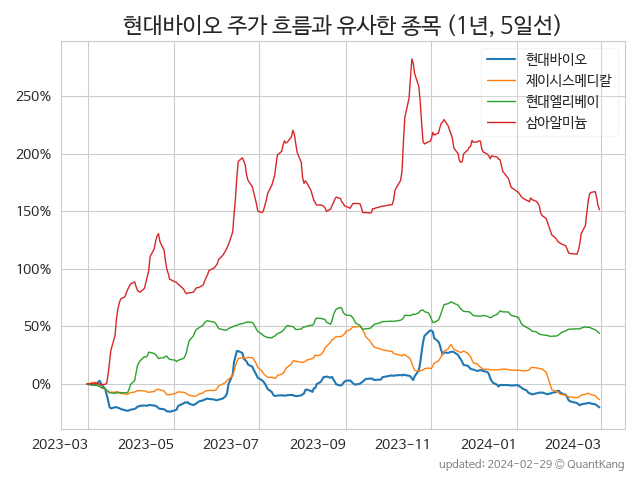 현대바이오 주가 흐름과 유사한 종목 (1년, 5일선)
현대바이오
제이시스메디칼
현대엘리베이
삼아알미늄
250%
200%
150%
100%
50%
0%
2023-03 2023-05 2023-07 2023-09 2023-11 2024-01 2024-03
updated: 2024-02-29 © QuantKang